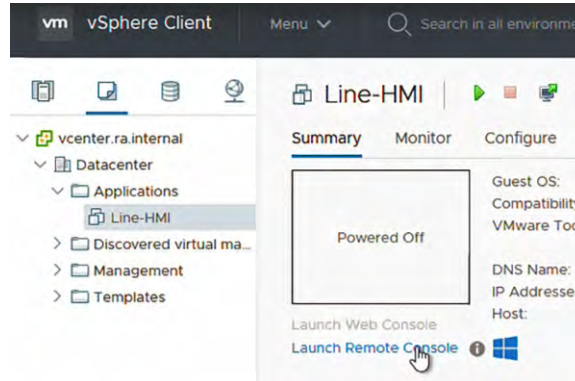 vm vSphere Client Menu Search in all environme
Line-HMI
vcenter.ra.internal
Datacenter
Applications
Line-HMI
Discovered virtual ma...
Management
Templates
Summary Monitor Configure
Powered Off
Guest OS:
Compatibility
VMware Too
DNS Name:
IP Addresse
Host:
Launch Web Console
Launch Remote Console